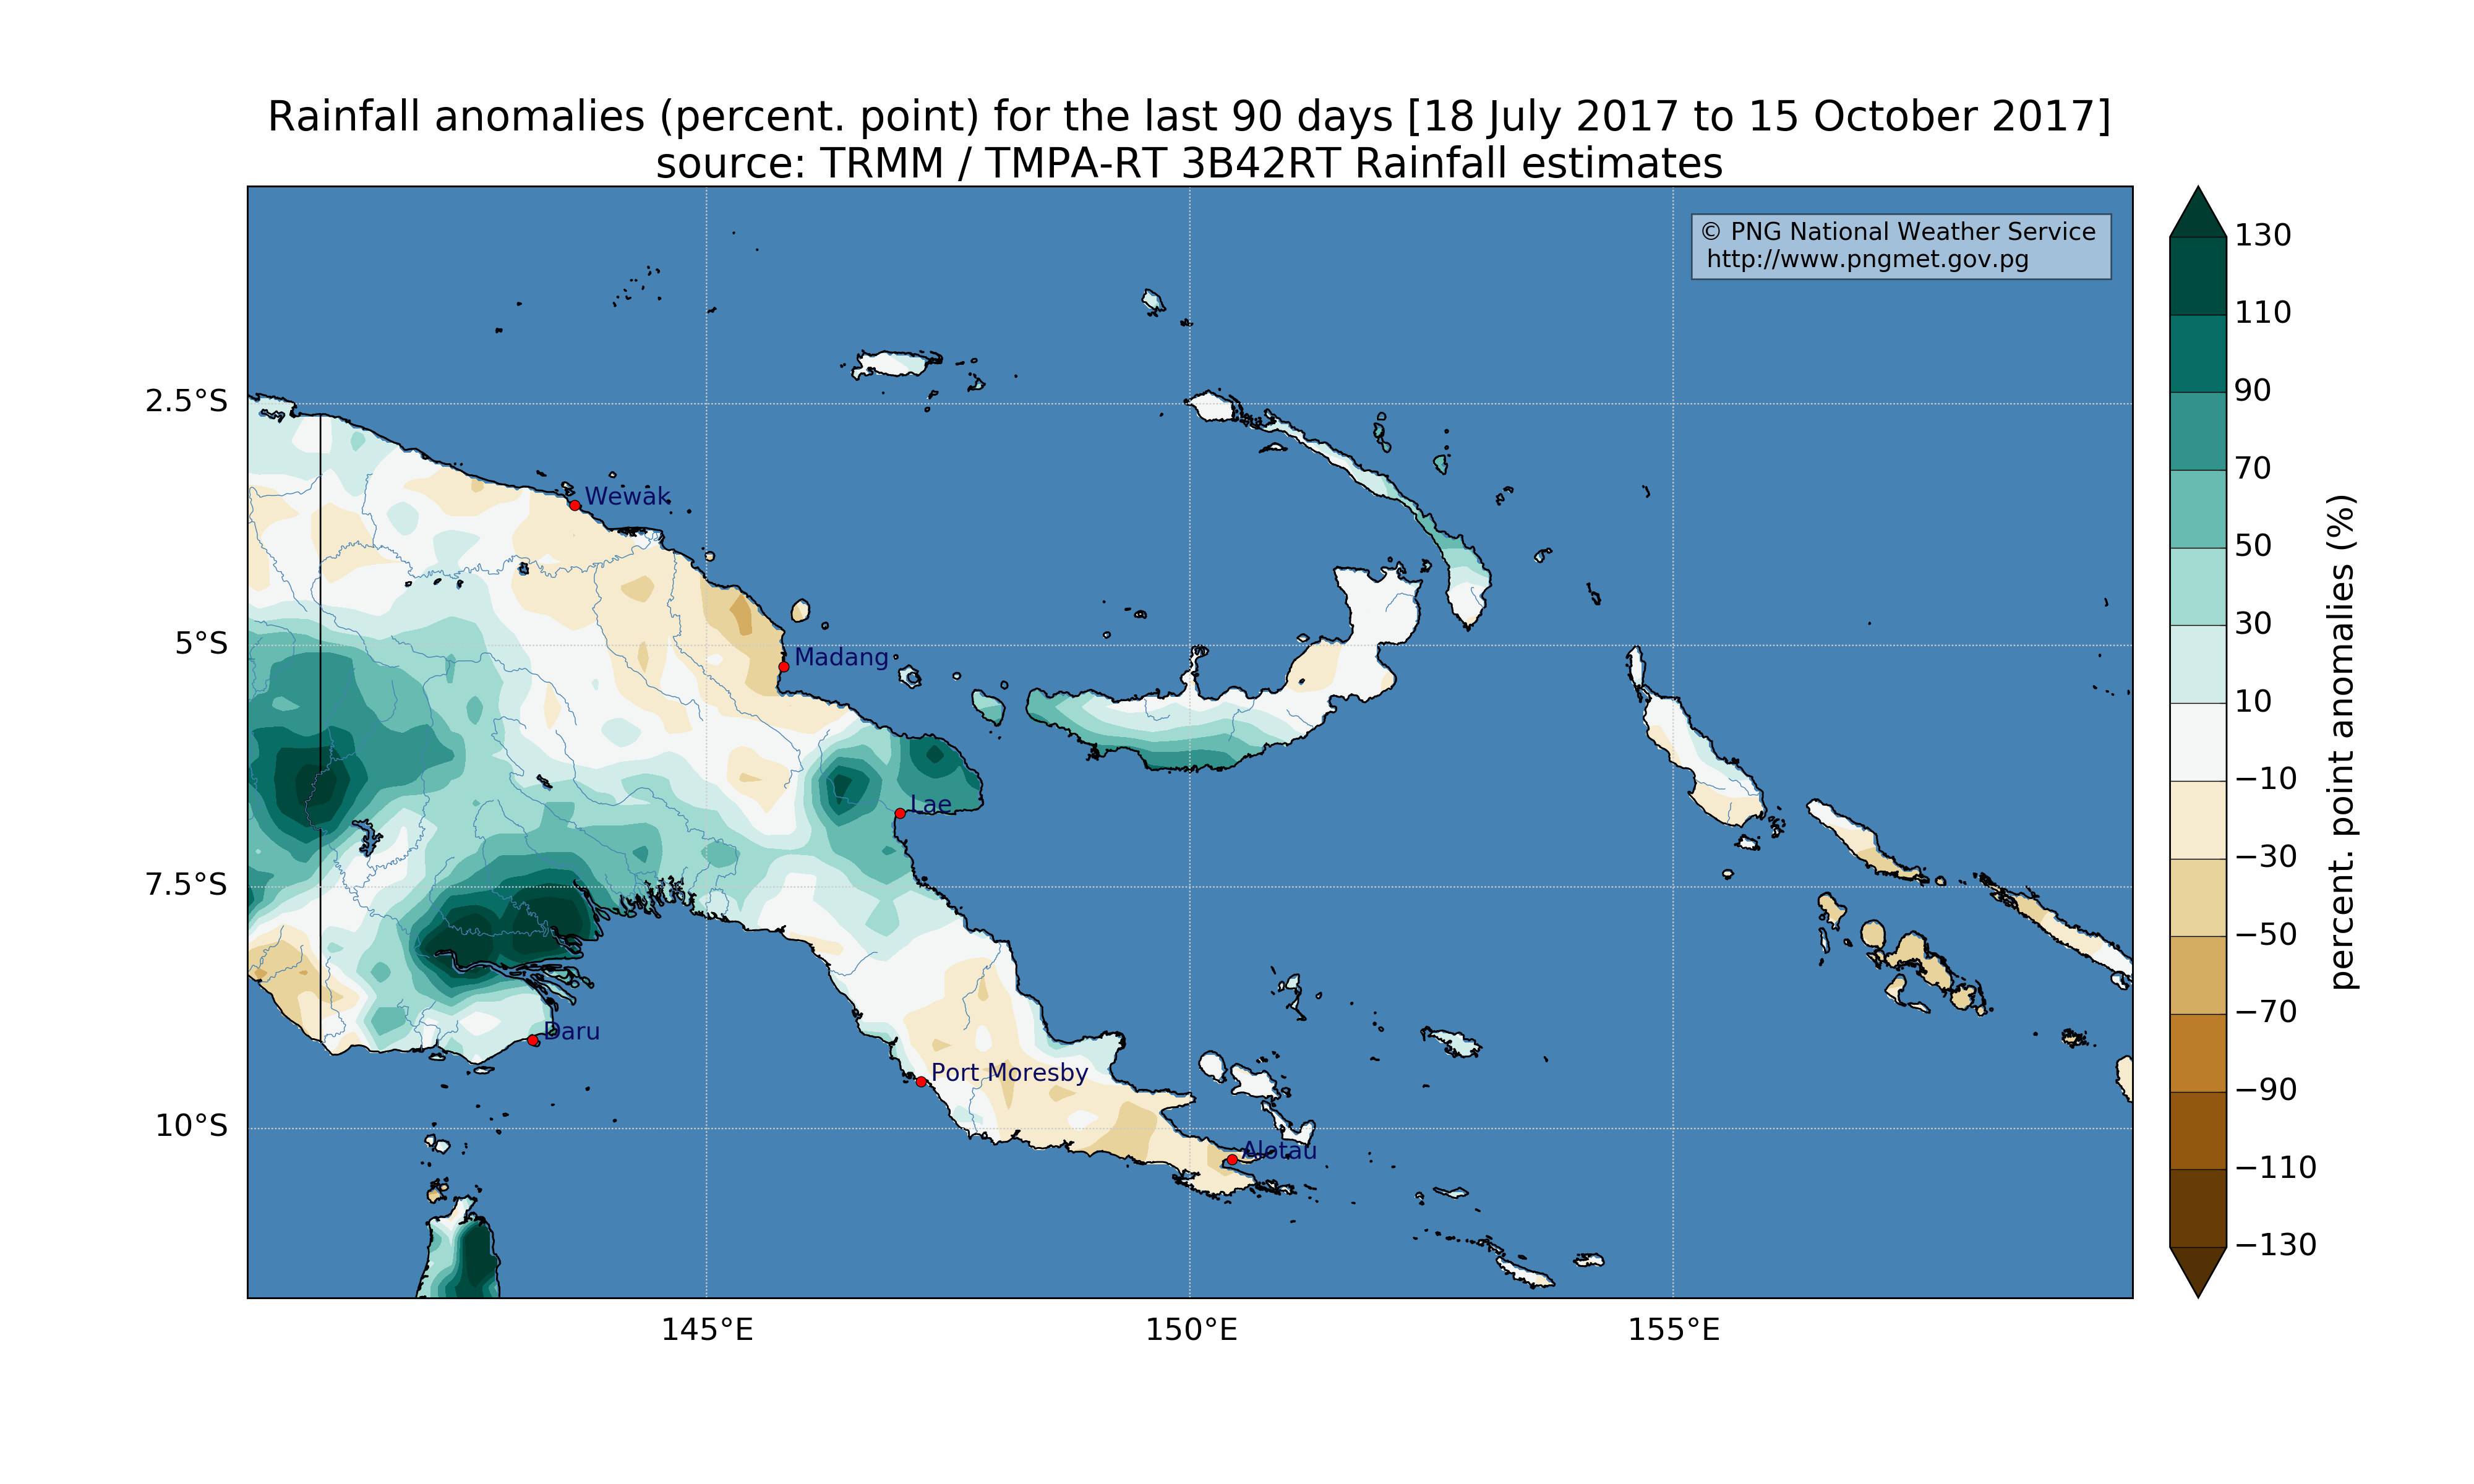 Rainfall anomalies (percent. point) for the last 90 days [18 July 2017 to 15 October 2017]
source: TRMM / TMPA-RT 3B42RT Rainfall estimates
© PNG National Weather Service
http://www.pngmet.gov.pg
2.5°S
5°S
7.5°S
10°S
Wewak
Madang
Lae
Daru
Port Moresby
Alotau
145°E
150°E
155°E
130
110
90
70
50
30
10
−10
−30
−50
−70
−90
−110
−130
percent. point anomalies (%)